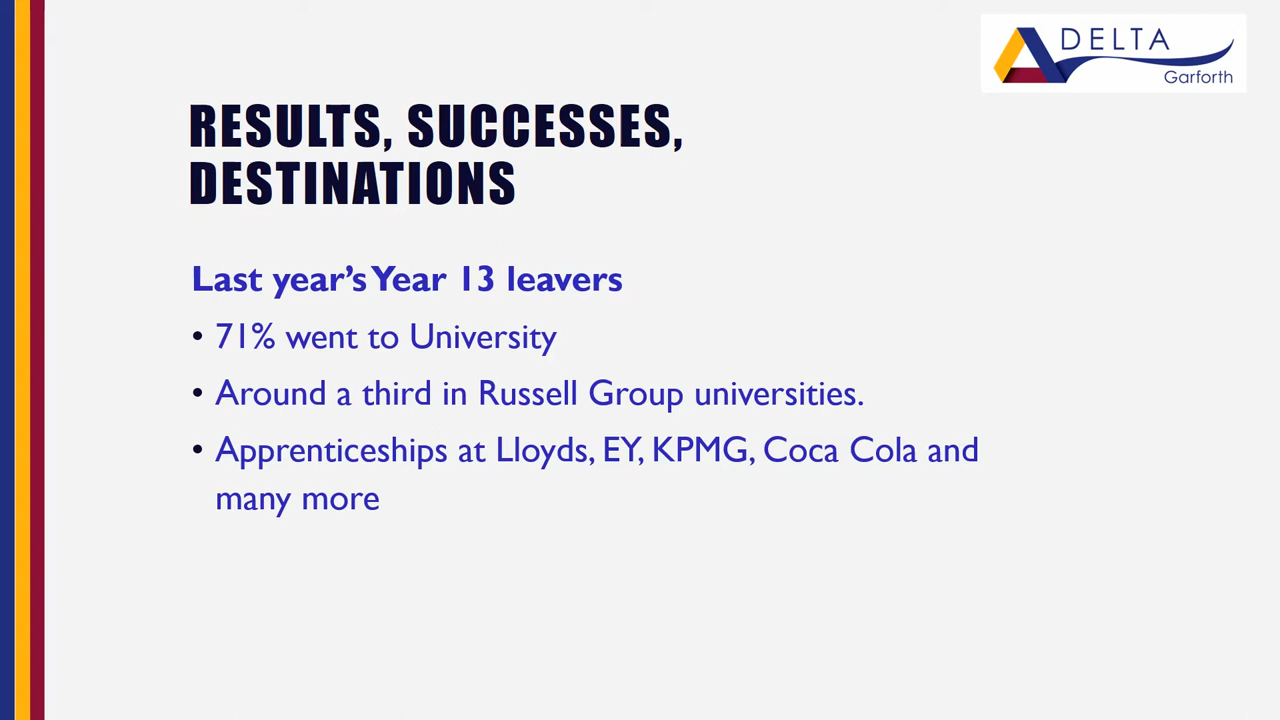 DELTA
Garforth
RESULTS, SUCCESSES,
DESTINATIONS
Last year's Year 13 leavers
• 71% went to University
• Around a third in Russell Group universities.
• Apprenticeships at Lloyds, EY, KPMG, Coca Cola and
many more